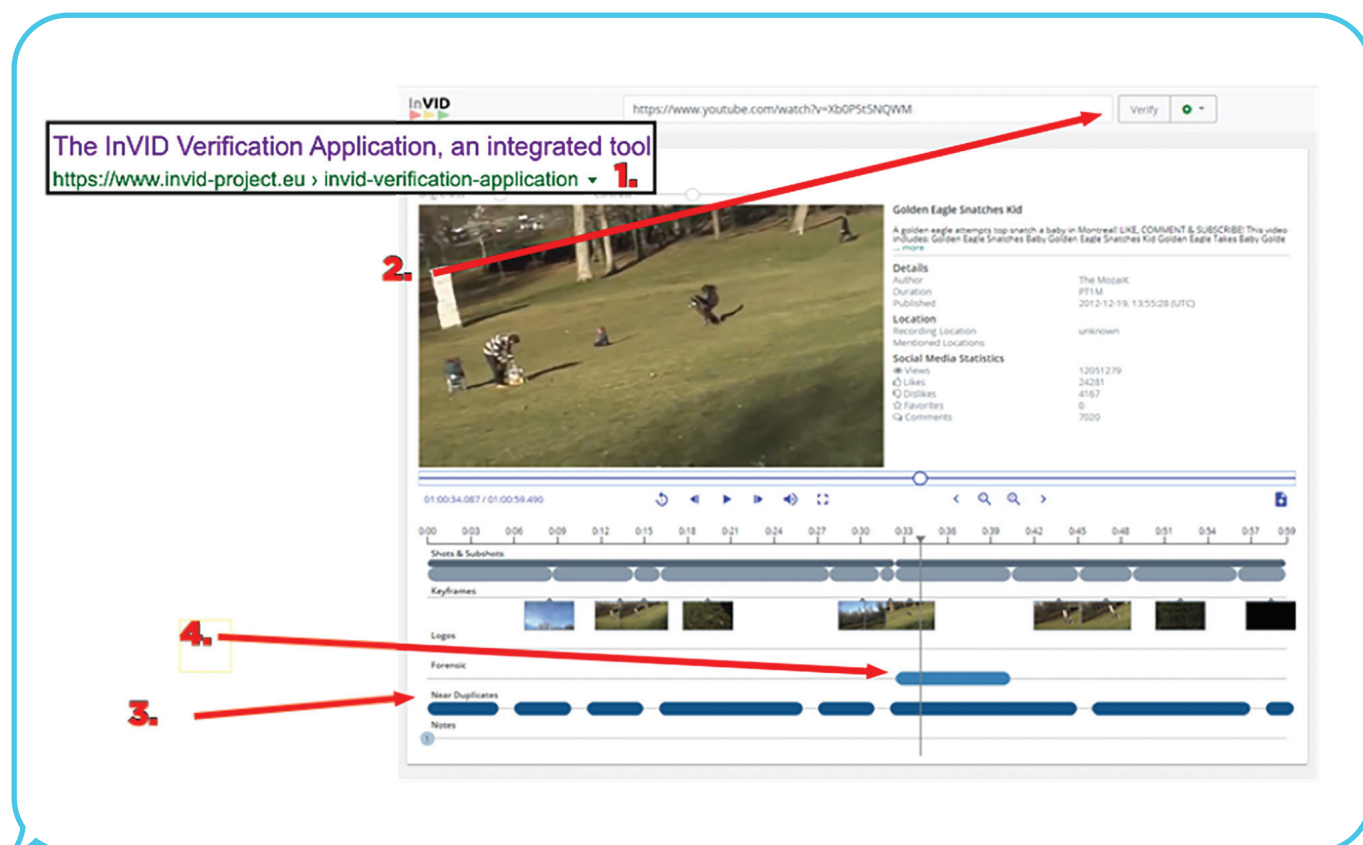 InVID
https://www.youtube.com/watch?v=Xb0PSt5NQWM
Verify
The InVID Verification Application, an integrated tool
https://www.invid-project.eu › invid-verification-application
1.
2.
Golden Eagle Snatches Kid
A golden eagle attempts top snatch a baby in Montreal! LIKE, COMMENT & SUBSCRIBE! This video
includes: Golden Eagle Snatches Baby Golden Eagle Snatches Kid Golden Eagle Takes Baby Golde
... more
Details
Author The MozaiK
Duration PT1M
Published 2012-12-19, 13:55:28 (UTC)
Location
Recording Location unknown
Mentioned Locations
Social Media Statistics
Views 12051279
Likes 24281
Dislikes 4167
Favorites 0
Comments 7020
01:00:34.087 / 01:00:59.490
0:00 0:03 0:06 0:09 0:12 0:15 0:18 0:21 0:24 0:27 0:30 0:33 0:36 0:39 0:42 0:45 0:48 0:51 0:54 0:57 0:59
Shots & Subshots
Keyframes
Logos
4.
Forensic
Near Duplicates
3.
Notes
1